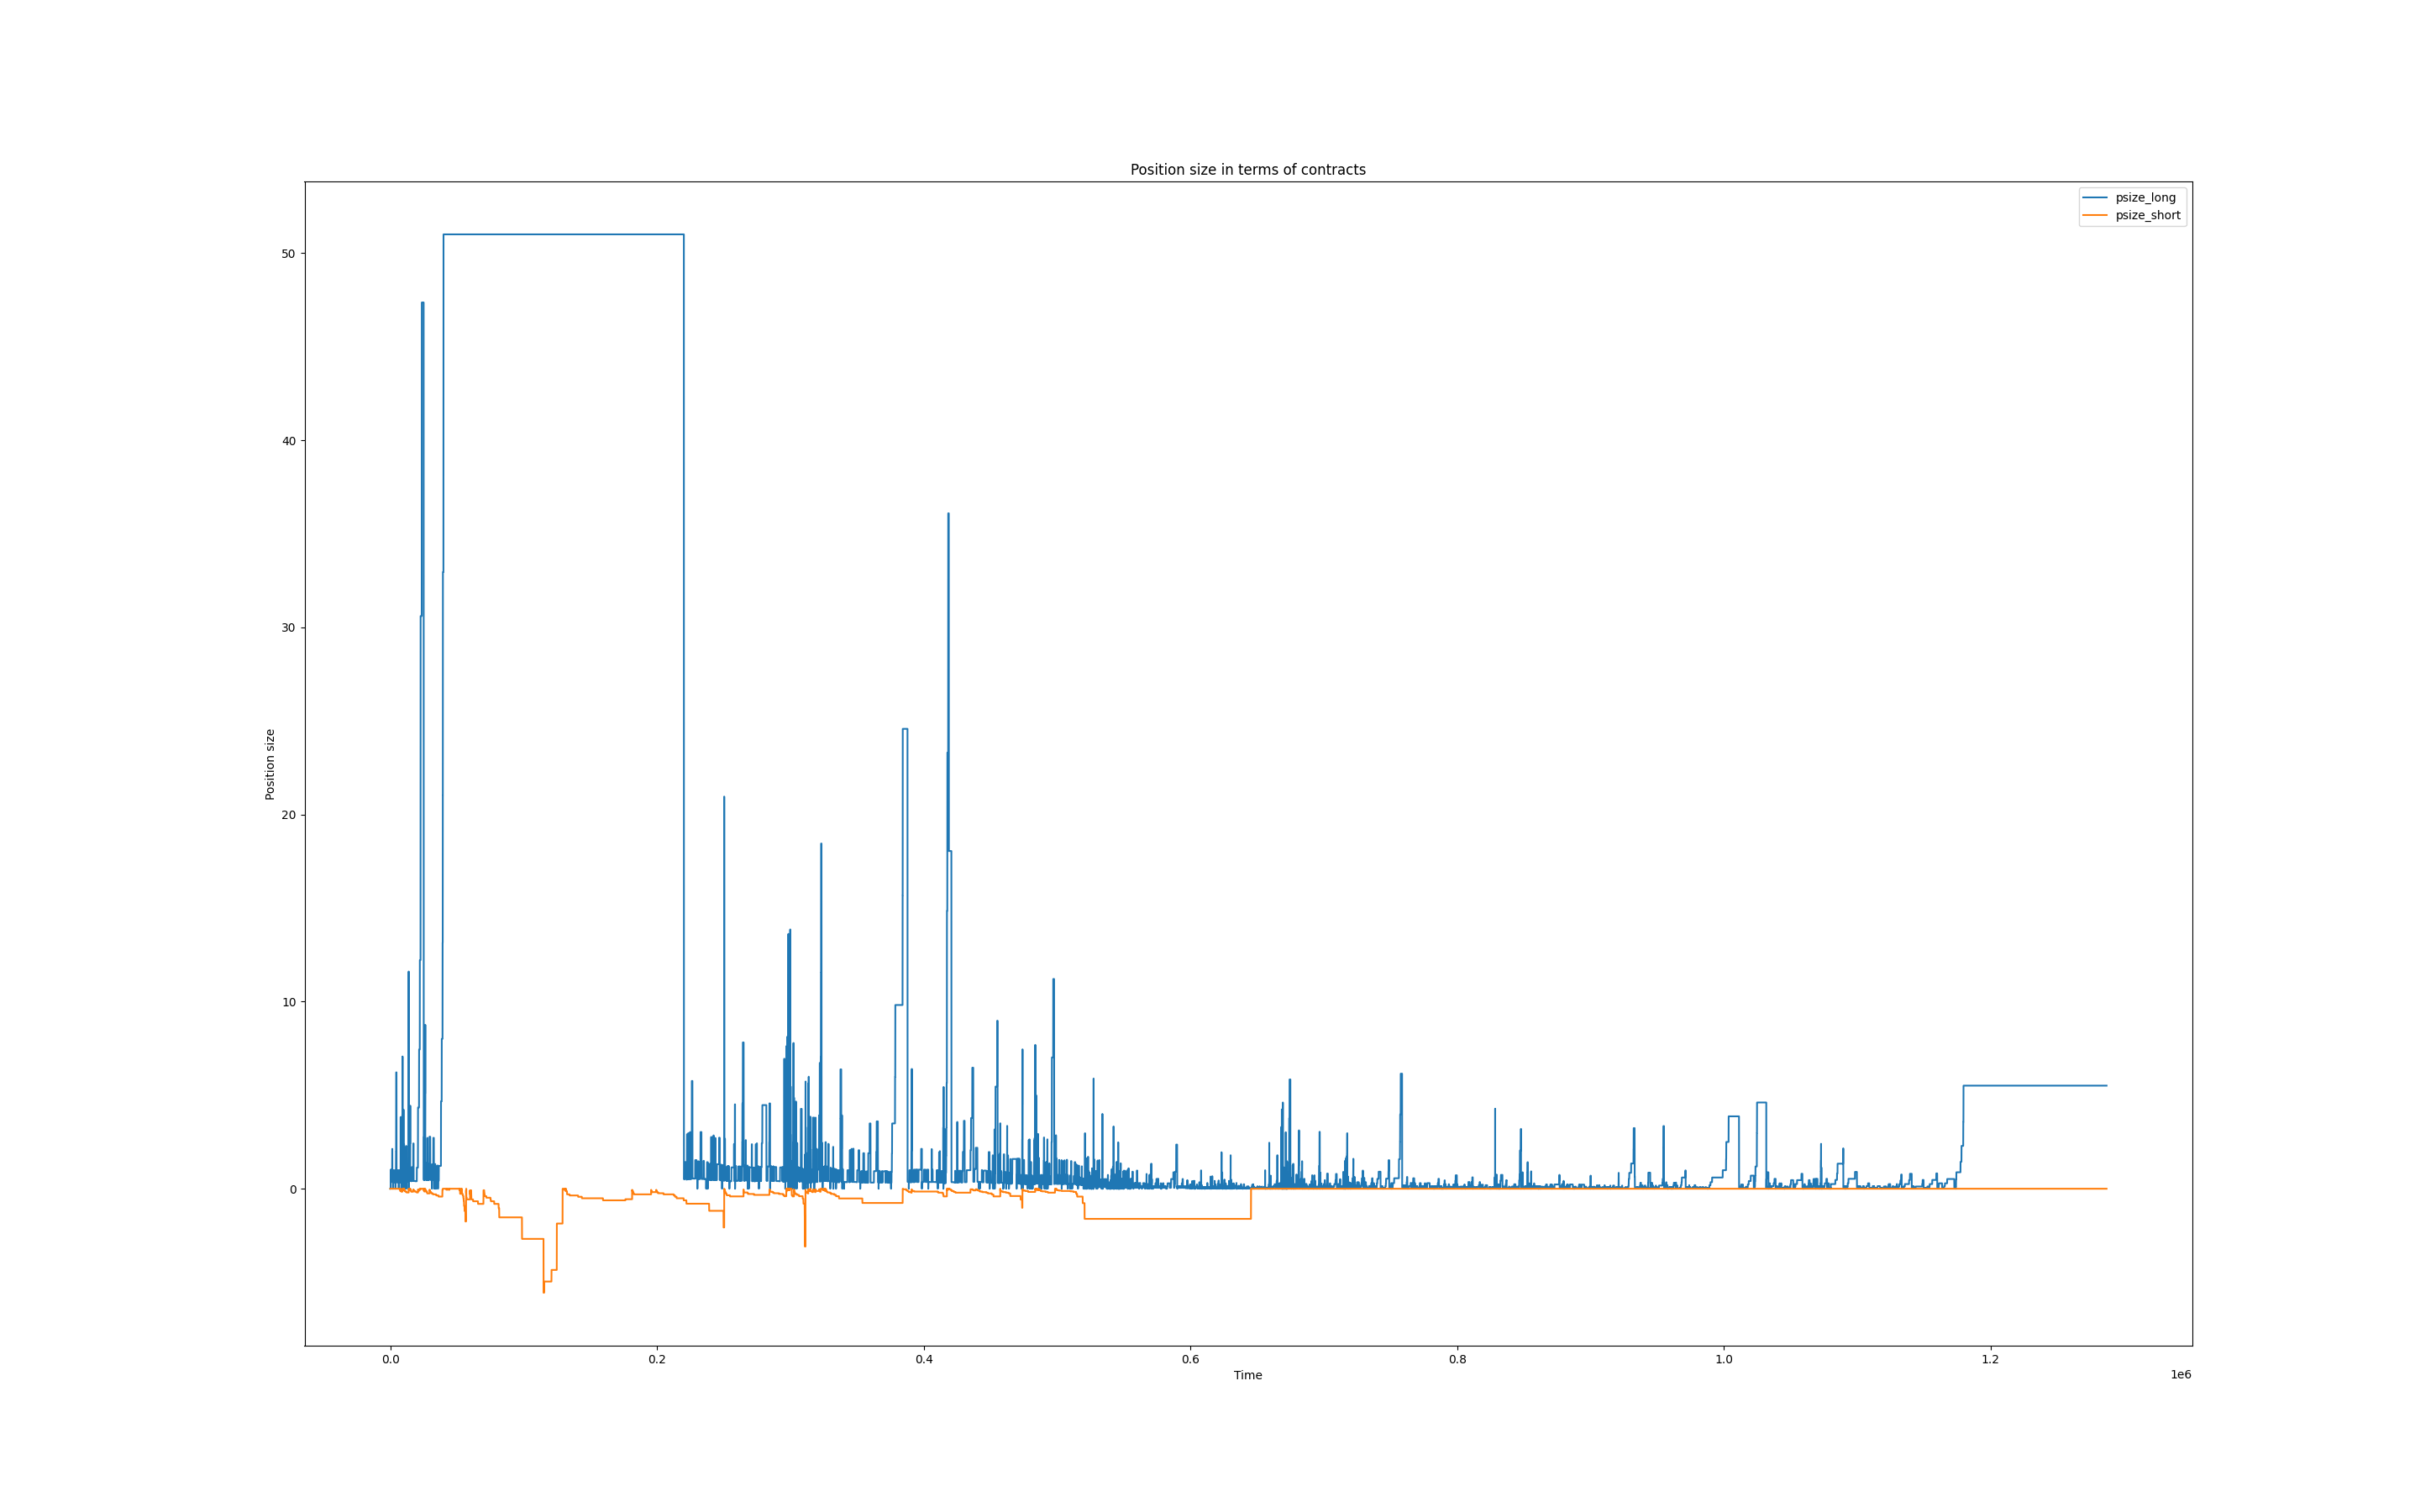 Position size in terms of contracts
psize_long
psize_short
50
40
30
20
10
0
Position size
0.0 0.2 0.4 0.6 0.8 1.0 1.2
Time
1e6